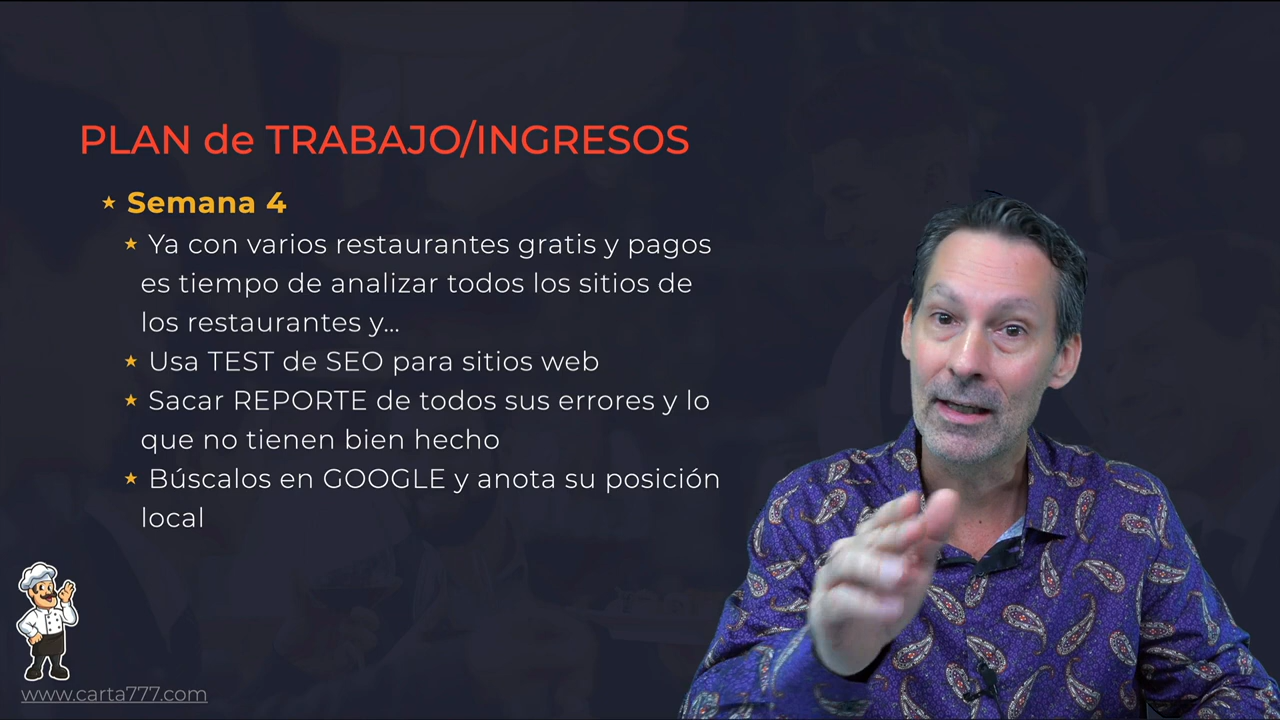 PLAN de TRABAJO/INGRESOS
★ Semana 4
★ Ya con varios restaurantes gratis y pagos
es tiempo de analizar todos los sitios de
los restaurantes y...
★ Usa TEST de SEO para sitios web
★ Sacar REPORTE de todos sus errores y lo
que no tienen bien hecho
★ Búscalos en GOOGLE y anota su posición
local
www.carta777.com